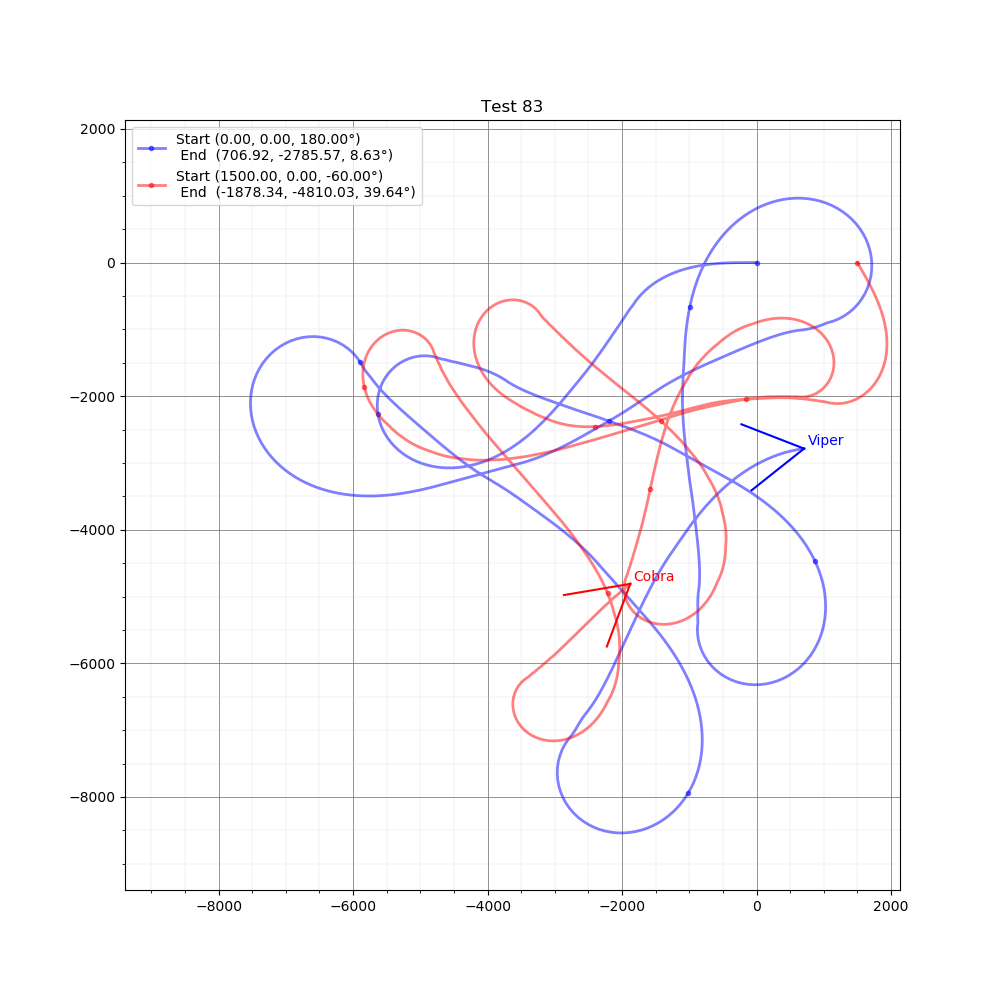 Test 83
Start (0.00, 0.00, 180.00°)
End  (706.92, -2785.57, 8.63°)
Start (1500.00, 0.00, -60.00°)
End  (-1878.34, -4810.03, 39.64°)
2000
0
−2000
−4000
−6000
−8000
Viper
Cobra
−8000
−6000
−4000
−2000
0
2000